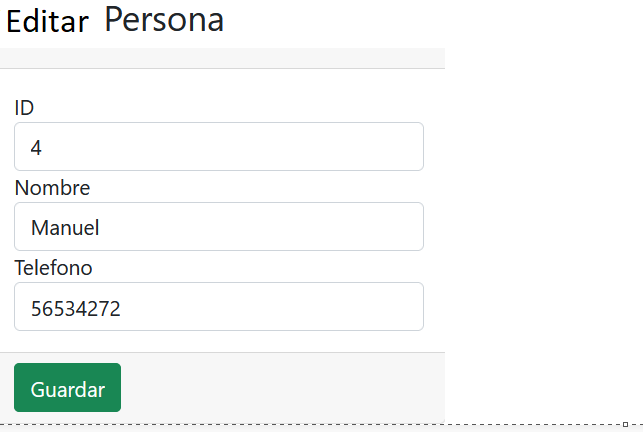 Editar Persona
ID
4
Nombre
Manuel
Telefono
56534272
Guardar